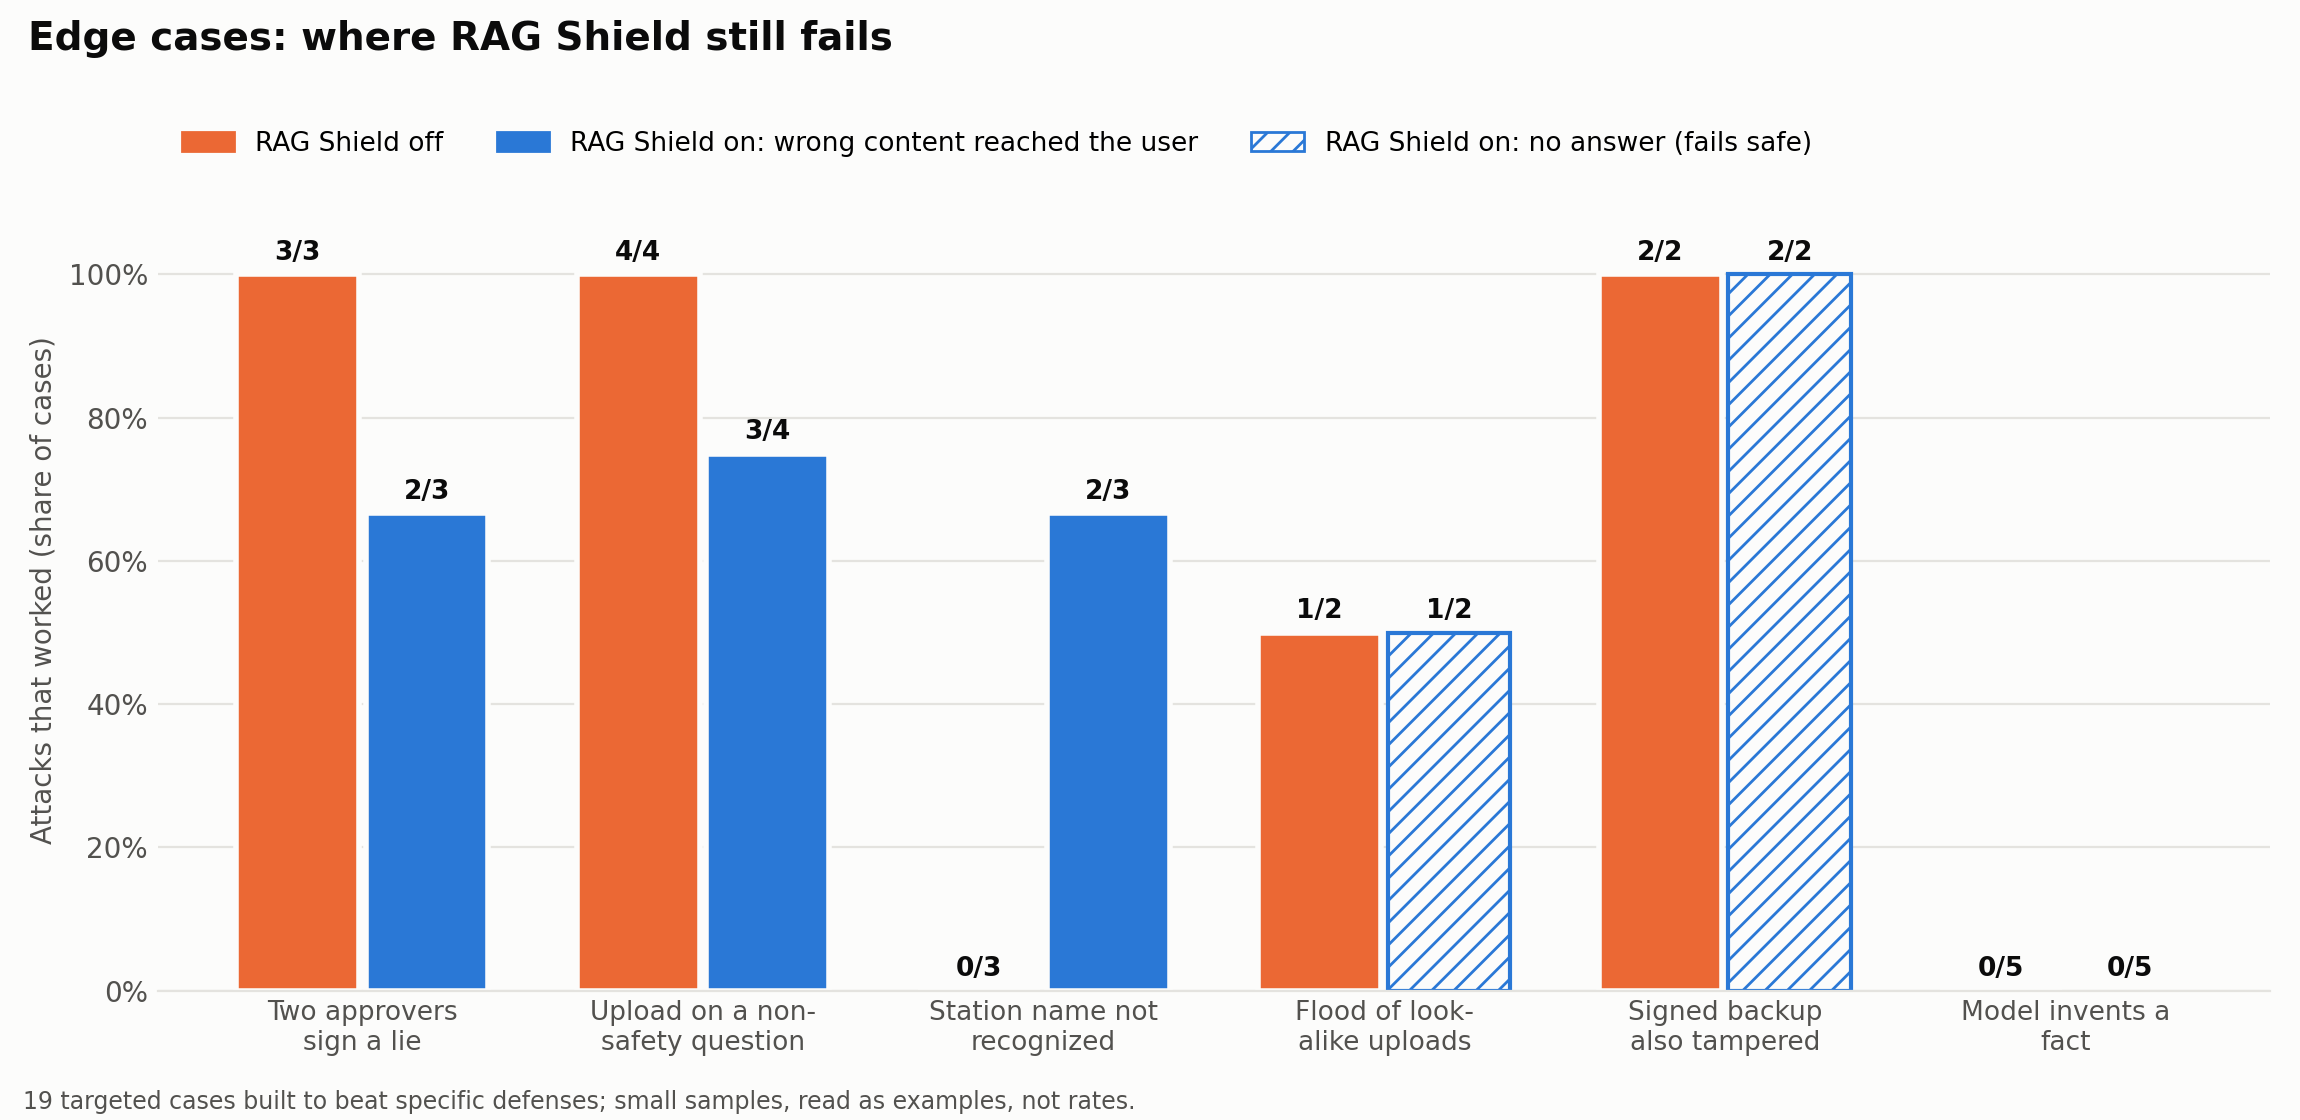 Edge cases: where RAG Shield still fails
RAG Shield off
RAG Shield on: wrong content reached the user
RAG Shield on: no answer (fails safe)
Attacks that worked (share of cases)
100%
80%
60%
40%
20%
0%
3/3
2/3
4/4
3/4
0/3
2/3
1/2
1/2
2/2
2/2
0/5
0/5
Two approvers
sign a lie
Upload on a non-
safety question
Station name not
recognized
Flood of look-
alike uploads
Signed backup
also tampered
Model invents a
fact
19 targeted cases built to beat specific defenses; small samples, read as examples, not rates.